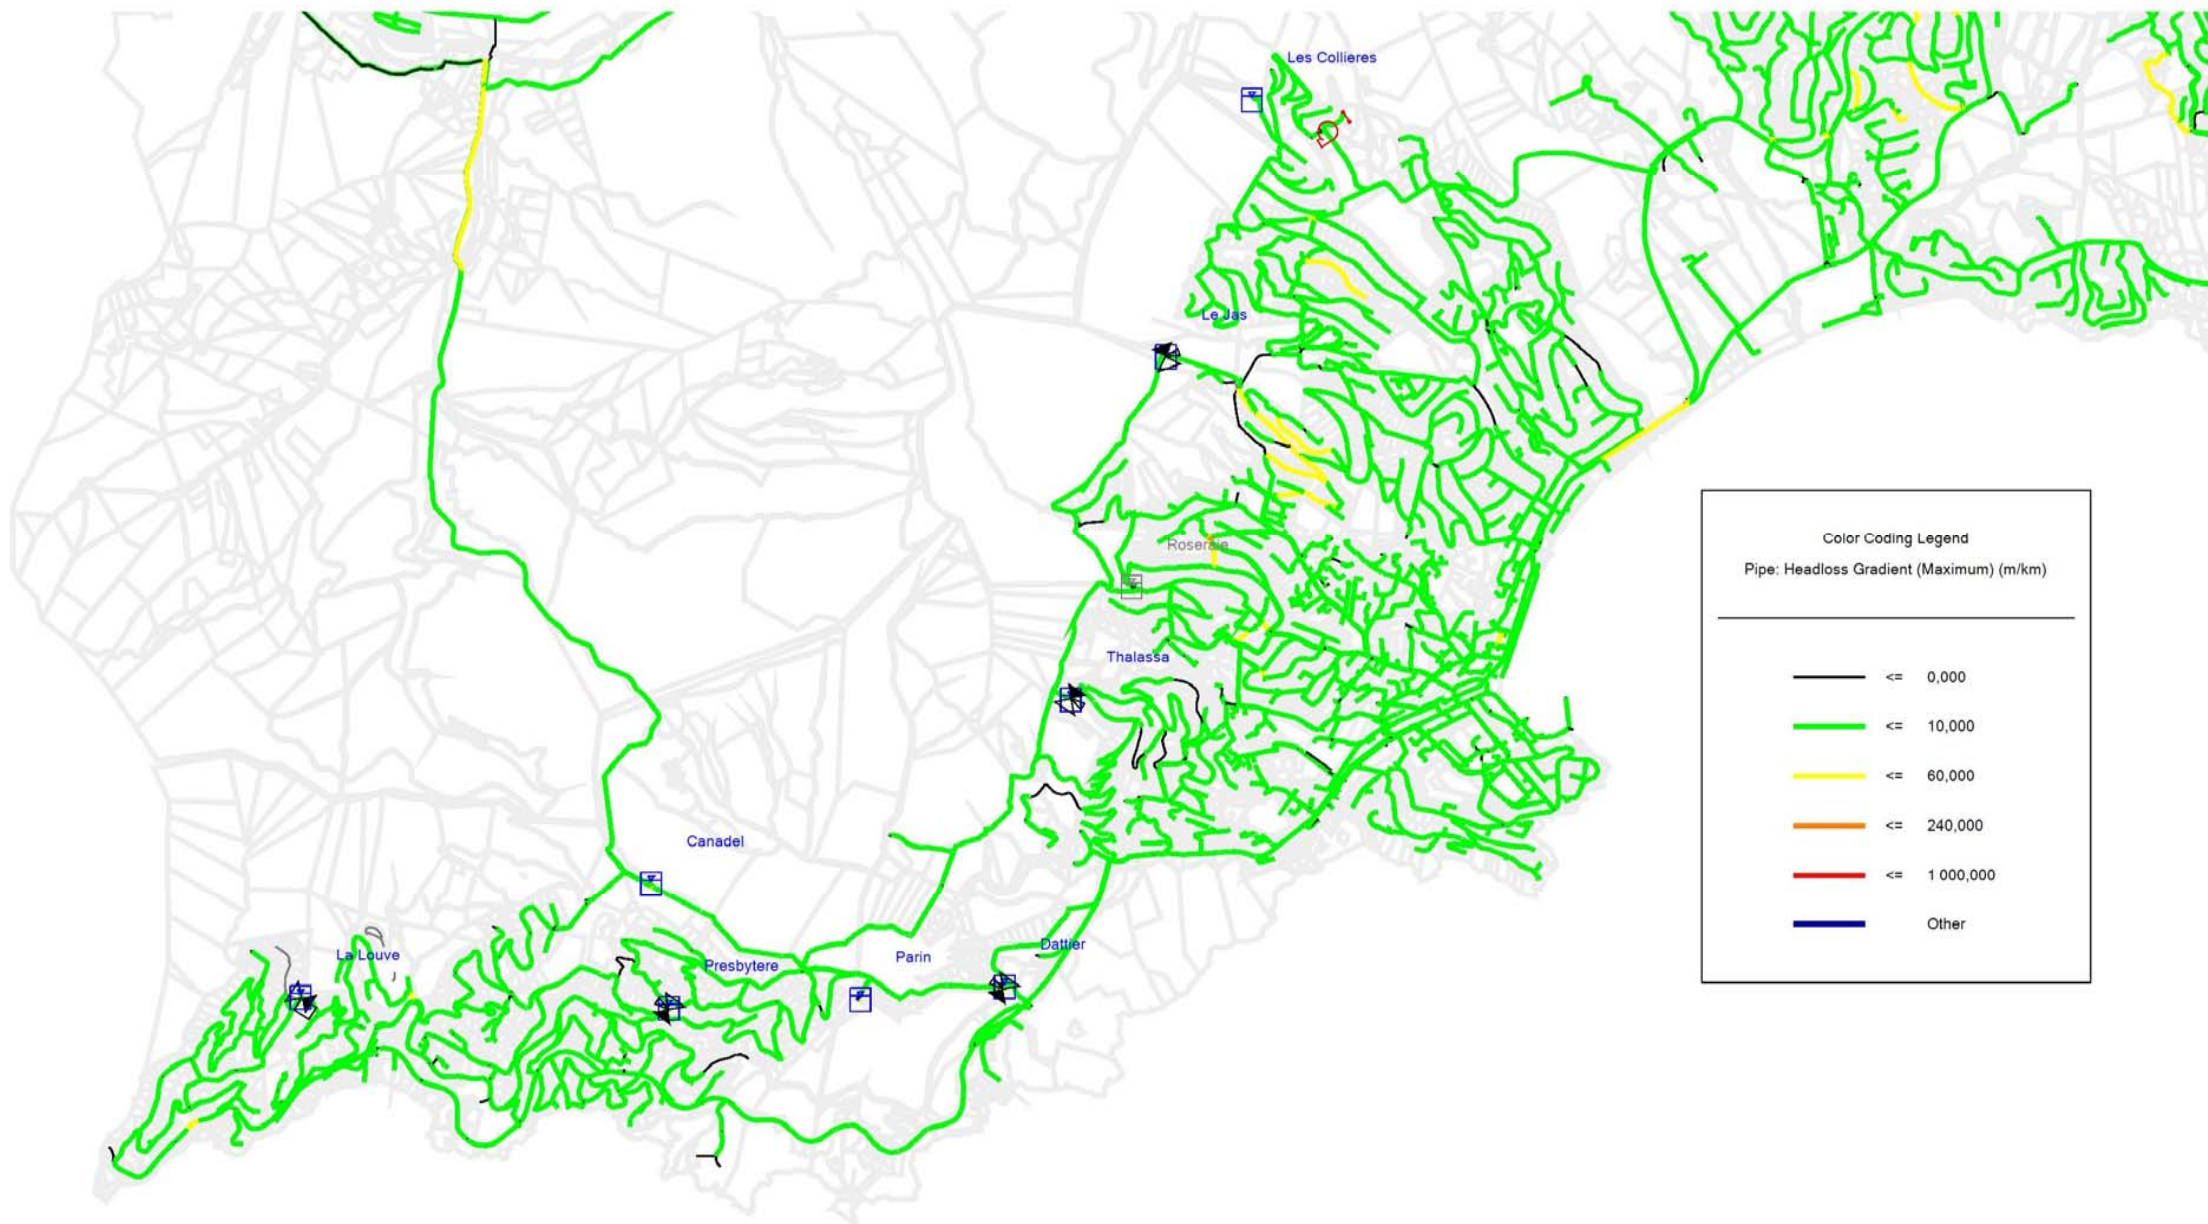 Les Collieres
Le Jas
Roseraie
Thalassa
Canadel
La Louve
Presbytere
Parin
Dattier
Color Coding Legend
Pipe: Headloss Gradient (Maximum) (m/km)
<= 0,000
<= 10,000
<= 60,000
<= 240,000
<= 1 000,000
Other